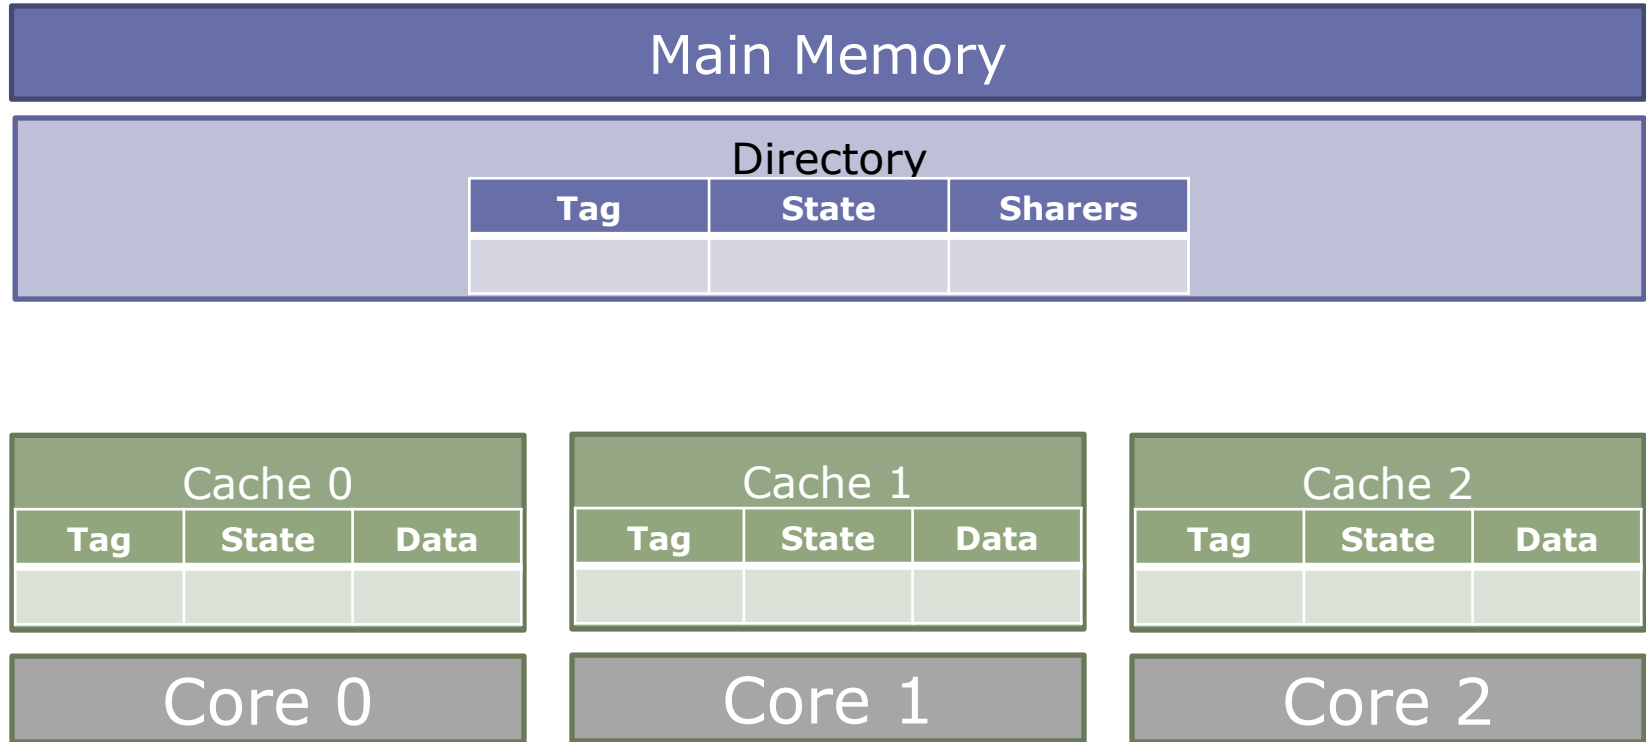 Main Memory
Directory
Tag State Sharers
Cache 0 Cache 1 Cache 2
Tag State Data Tag State Data Tag State Data
Core 0 Core 1 Core 2